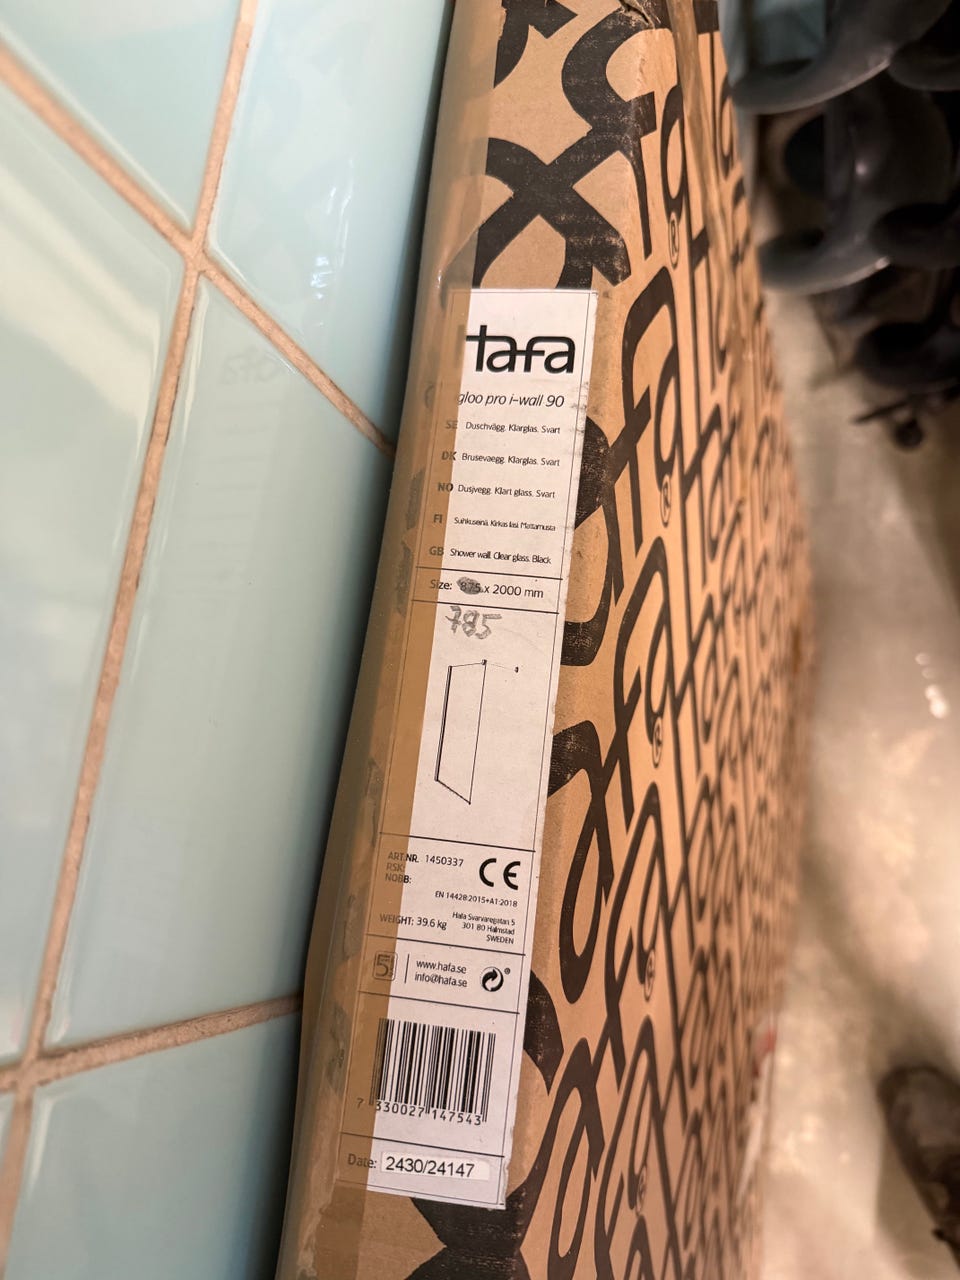 hafa
igloo pro i-wall 90
SE Duschvägg. Klarglas. Svart
DK Brusevaegg. Klarglas. Svart
NO Dusjvegg. Klart glass. Svart
FI Suihkuseinä. Kirkas lasi. Mattamusta
GB Shower wall. Clear glass. Black
Size: 875 x 2000 mm
785
ART.NR. 1450337
RSK:
NOBB:
CE
EN 14428:2015+A1:2018
WEIGHT: 39.6 kg
Hafa Svarvaregatan 5
301 80 Halmstad
SWEDEN
5
www.hafa.se
info@hafa.se
7 330027 147543
Date: 2430/24147